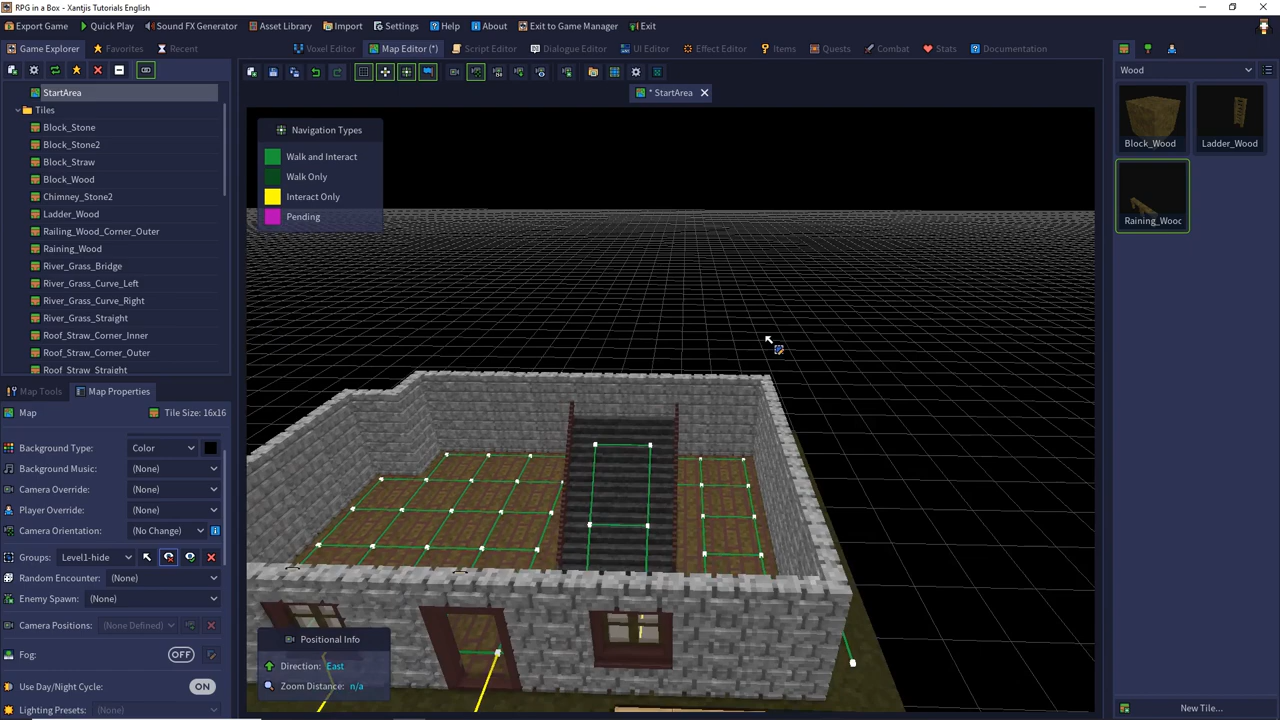 RPG in a Box - Xantjis Tutorials English
Export Game Quick Play Sound FX Generator Asset Library Import Settings Help About Exit to Game Manager Exit
Game Explorer Favorites Recent Voxel Editor Map Editor (*) Script Editor Dialogue Editor UI Editor Effect Editor Items Quests Combat Stats Documentation
Wood
StartArea
* StartArea
Tiles
Block_Stone
Block_Stone2
Block_Straw
Block_Wood
Chimney_Stone2
Ladder_Wood
Railing_Wood_Corner_Outer
Raining_Wood
River_Grass_Bridge
River_Grass_Curve_Left
River_Grass_Curve_Right
River_Grass_Straight
Roof_Straw_Corner_Inner
Roof_Straw_Corner_Outer
Roof_Straw_Straight
Map Tools Map Properties
Map Tile Size: 16x16
Background Type: Color
Background Music: (None)
Camera Override: (None)
Player Override: (None)
Camera Orientation: (No Change)
Groups: Level1-hide
Random Encounter: (None)
Enemy Spawn: (None)
Camera Positions: (None Defined)
Fog: OFF
Use Day/Night Cycle: ON
Lighting Presets: (None)
Navigation Types
Walk and Interact
Walk Only
Interact Only
Pending
Positional Info
Direction: East
Zoom Distance: n/a
Block_Wood Ladder_Wood
Raining_Wood
New Tile...